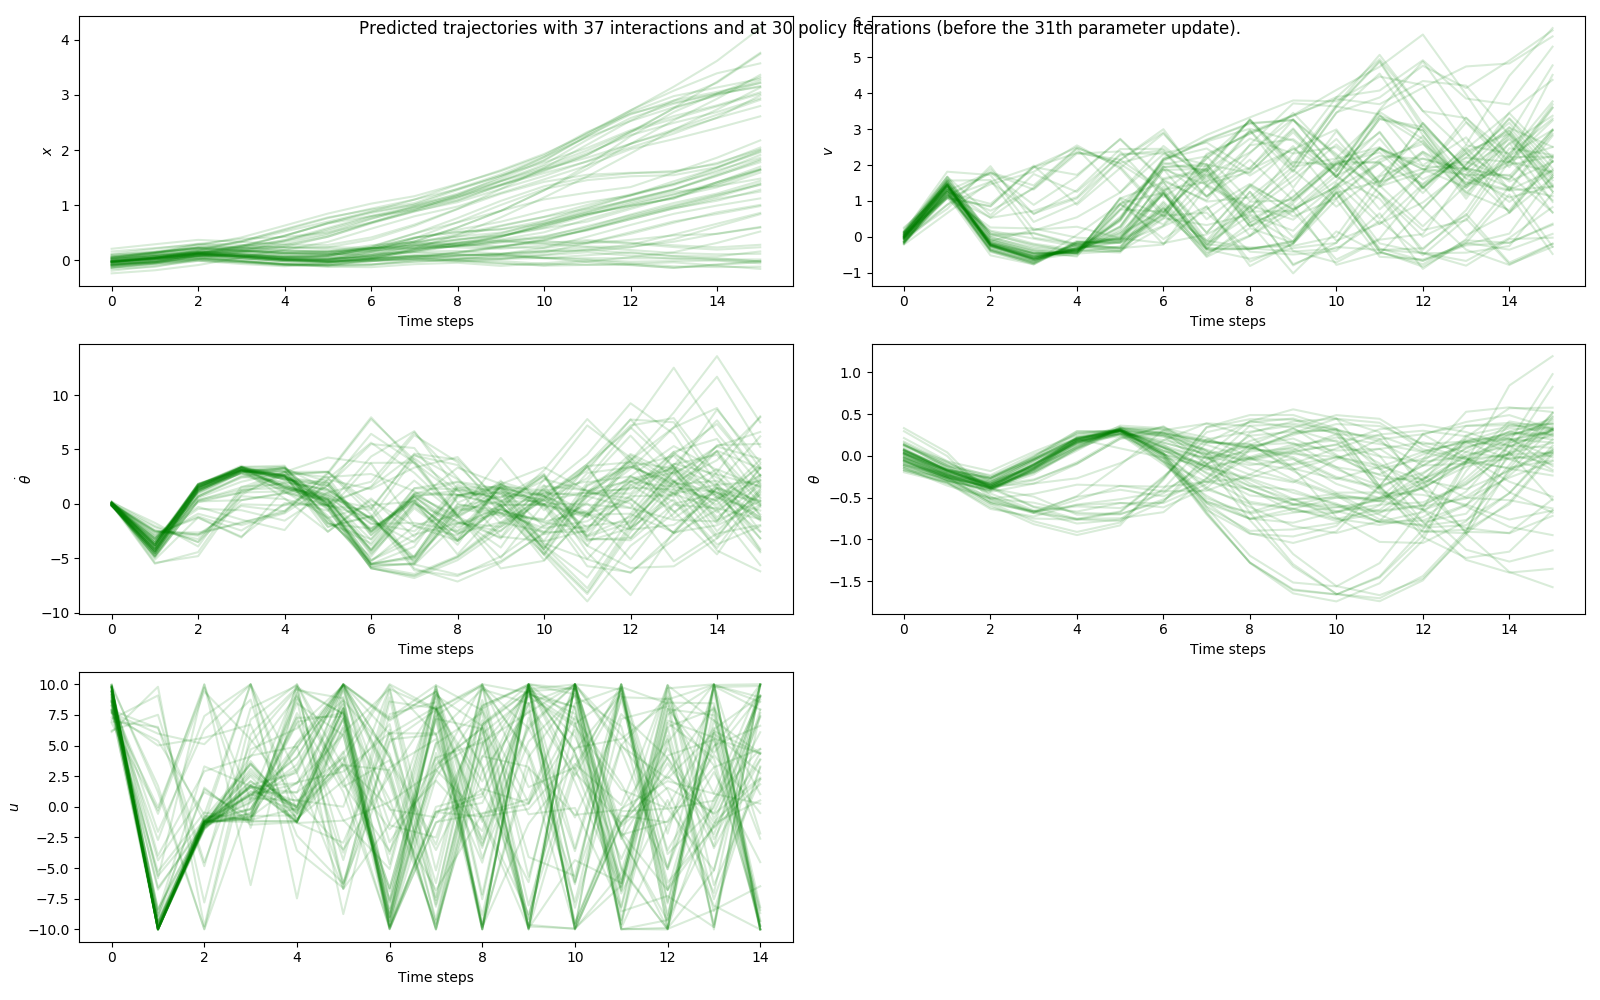 Predicted trajectories with 37 interactions and at 30 policy iterations (before the 31th parameter update).
4
3
2
1
0
x
0 2 4 6 8 10 12 14
Time steps
6
5
4
3
2
1
0
−1
v
0 2 4 6 8 10 12 14
Time steps
10
5
0
−5
−10
θ̇
0 2 4 6 8 10 12 14
Time steps
1.0
0.5
0.0
−0.5
−1.0
−1.5
θ
0 2 4 6 8 10 12 14
Time steps
10.0
7.5
5.0
2.5
0.0
−2.5
−5.0
−7.5
−10.0
u
0 2 4 6 8 10 12 14
Time steps